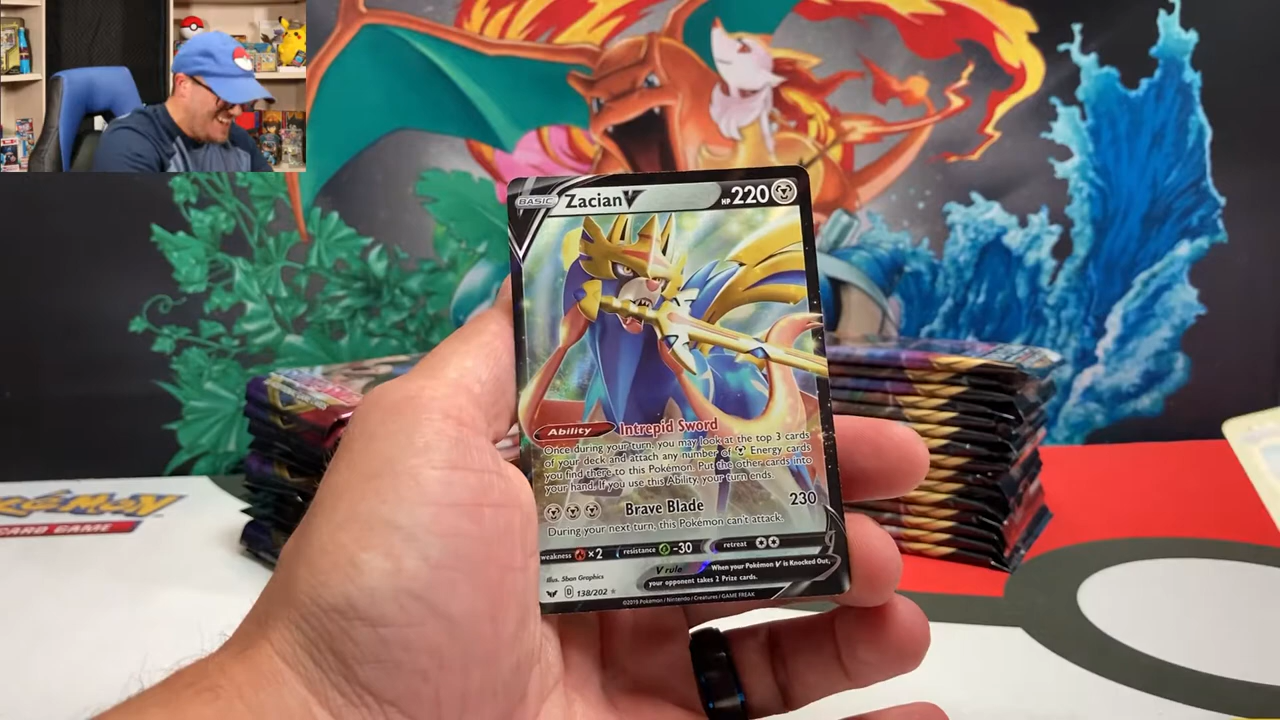 BASIC Zacian V HP 220
Ability Intrepid Sword
Once during your turn, you may look at the top 3 cards
of your deck and attach any number of Energy cards
you find there to this Pokémon. Put the other cards into
your hand. If you use this Ability, your turn ends.
Brave Blade 230
During your next turn, this Pokémon can't attack.
weakness ×2 resistance -30 retreat
V rule When your Pokémon V is Knocked Out,
your opponent takes 2 Prize cards.
Illus. 5ban Graphics
D 138/202
©2019 Pokémon / Nintendo / Creatures / GAME FREAK
POKÉMON
CARD GAME